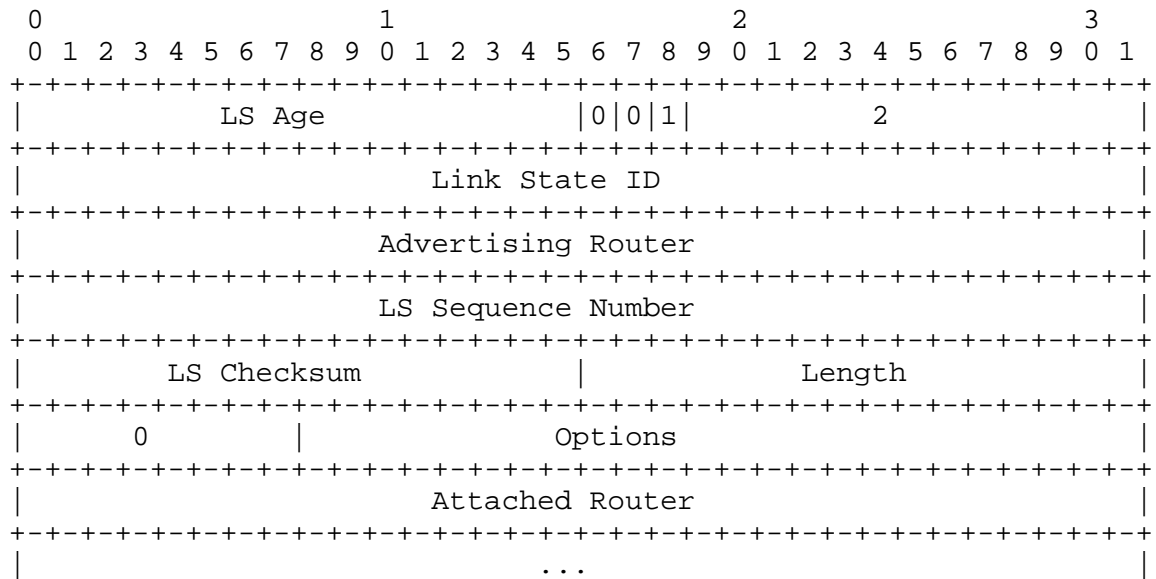 0                   1                   2                   3
 0 1 2 3 4 5 6 7 8 9 0 1 2 3 4 5 6 7 8 9 0 1 2 3 4 5 6 7 8 9 0 1
+-+-+-+-+-+-+-+-+-+-+-+-+-+-+-+-+-+-+-+-+-+-+-+-+-+-+-+-+-+-+-+-+
|           LS Age              |0|0|1|          2              |
+-+-+-+-+-+-+-+-+-+-+-+-+-+-+-+-+-+-+-+-+-+-+-+-+-+-+-+-+-+-+-+-+
|                       Link State ID                           |
+-+-+-+-+-+-+-+-+-+-+-+-+-+-+-+-+-+-+-+-+-+-+-+-+-+-+-+-+-+-+-+-+
|                    Advertising Router                         |
+-+-+-+-+-+-+-+-+-+-+-+-+-+-+-+-+-+-+-+-+-+-+-+-+-+-+-+-+-+-+-+-+
|                    LS Sequence Number                         |
+-+-+-+-+-+-+-+-+-+-+-+-+-+-+-+-+-+-+-+-+-+-+-+-+-+-+-+-+-+-+-+-+
|        LS Checksum            |            Length             |
+-+-+-+-+-+-+-+-+-+-+-+-+-+-+-+-+-+-+-+-+-+-+-+-+-+-+-+-+-+-+-+-+
|      0        |              Options                          |
+-+-+-+-+-+-+-+-+-+-+-+-+-+-+-+-+-+-+-+-+-+-+-+-+-+-+-+-+-+-+-+-+
|                       Attached Router                         |
+-+-+-+-+-+-+-+-+-+-+-+-+-+-+-+-+-+-+-+-+-+-+-+-+-+-+-+-+-+-+-+-+
|                             ...                               |